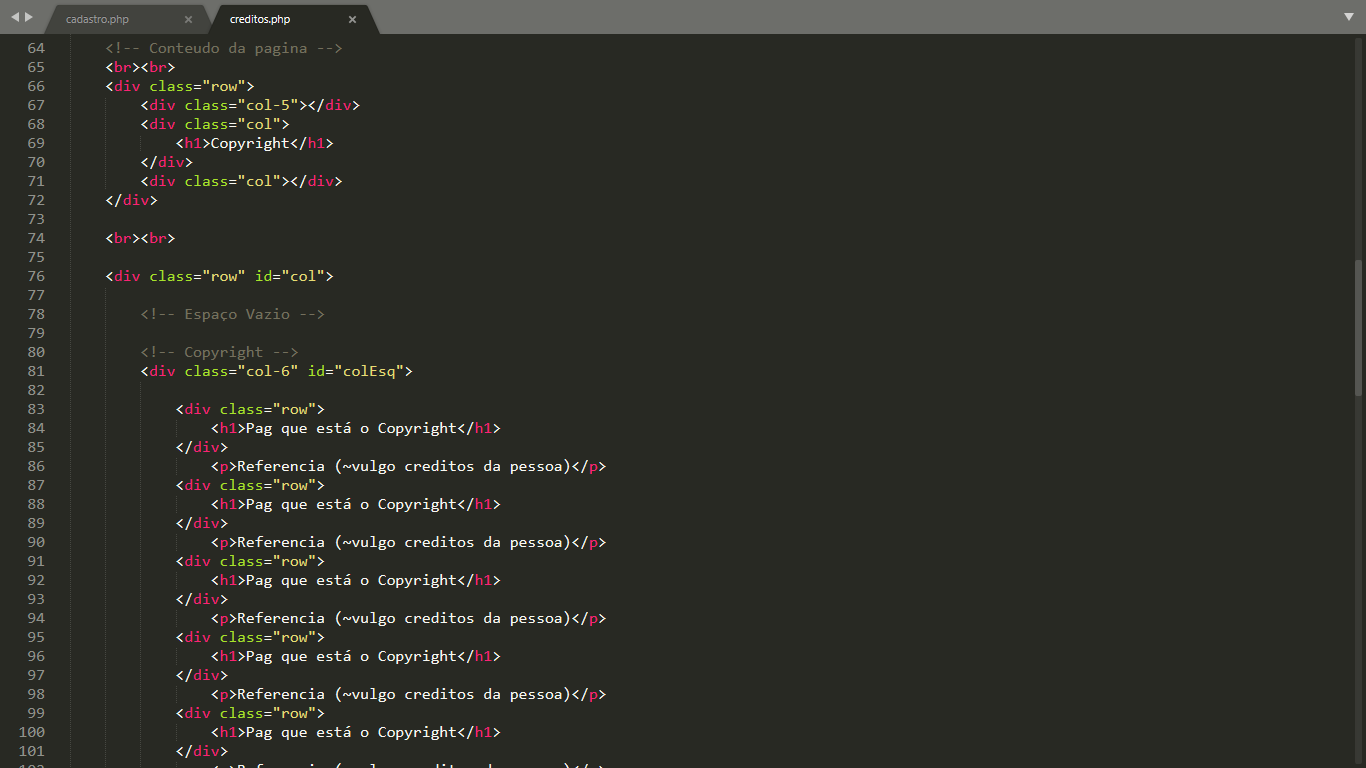 cadastro.php × creditos.php ×
64 <!-- Conteudo da pagina -->
65 <br><br>
66 <div class="row">
67 <div class="col-5"></div>
68 <div class="col">
69 <h1>Copyright</h1>
70 </div>
71 <div class="col"></div>
72 </div>
73
74 <br><br>
75
76 <div class="row" id="col">
77
78 <!-- Espaço Vazio -->
79
80 <!-- Copyright -->
81 <div class="col-6" id="colEsq">
82
83 <div class="row">
84 <h1>Pag que está o Copyright</h1>
85 </div>
86 <p>Referencia (~vulgo creditos da pessoa)</p>
87 <div class="row">
88 <h1>Pag que está o Copyright</h1>
89 </div>
90 <p>Referencia (~vulgo creditos da pessoa)</p>
91 <div class="row">
92 <h1>Pag que está o Copyright</h1>
93 </div>
94 <p>Referencia (~vulgo creditos da pessoa)</p>
95 <div class="row">
96 <h1>Pag que está o Copyright</h1>
97 </div>
98 <p>Referencia (~vulgo creditos da pessoa)</p>
99 <div class="row">
100 <h1>Pag que está o Copyright</h1>
101 </div>